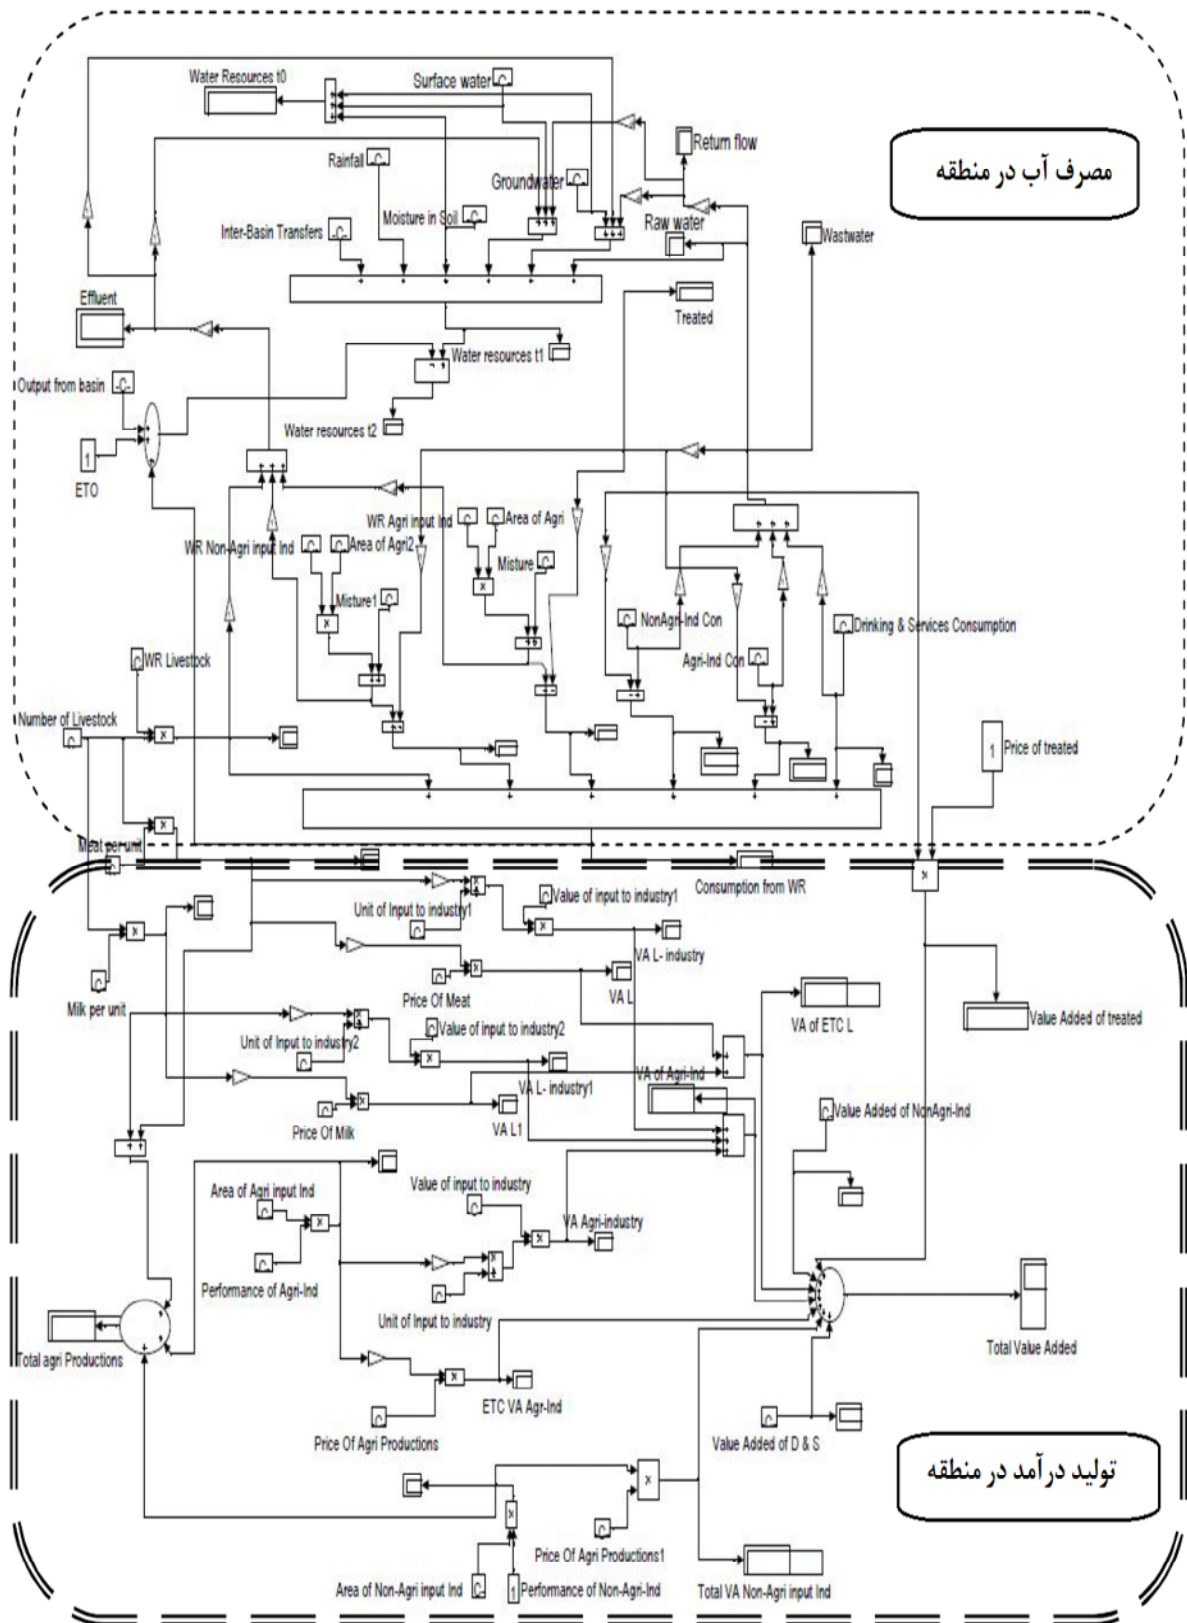 Water Resources t0
Surface water
-C-
مصرف آب در منطقه
Return flow
Rainfall
-C-
Groundwater
-C-
Moisture in Soil
-C-
Raw water
Inter-Basin Transfers
-C-
Wastwater
Effluent
Treated
Water resources t1
Output from basin
-C-
Water resources t2
1
ETO
WR Agri input Ind
C
Area of Agri
WR Non-Agri input Ind
-C-
Area of Agri2
Misture
Misture1
NonAgri-Ind Con
Drinking & Services Consumption
Agri-Ind Con
WR Livestock
Number of Livestock
C
x
1
Price of treated
x
Meat per unit
C
Consumption from WR
x
Unit of Input to industry1
Value of input to industry1
VA L- industry
Milk per unit
Price Of Meat
VA L
VA of ETC L
Value Added of treated
Unit of Input to industry2
Value of input to industry2
VA L- industry1
VA of Agri-Ind
Price Of Milk
VA L1
Value Added of NonAgri-Ind
Area of Agri input Ind
Value of input to industry
VA Agri-industry
Performance of Agri-Ind
Unit of Input to industry
Total agri Productions
Total Value Added
ETC VA Agr-Ind
Price Of Agri Productions
Value Added of D & S
تولید درآمد در منطقه
x
x
Price Of Agri Productions1
Area of Non-Agri input Ind
C-
1
Performance of Non-Agri-Ind
Total VA Non-Agri input Ind